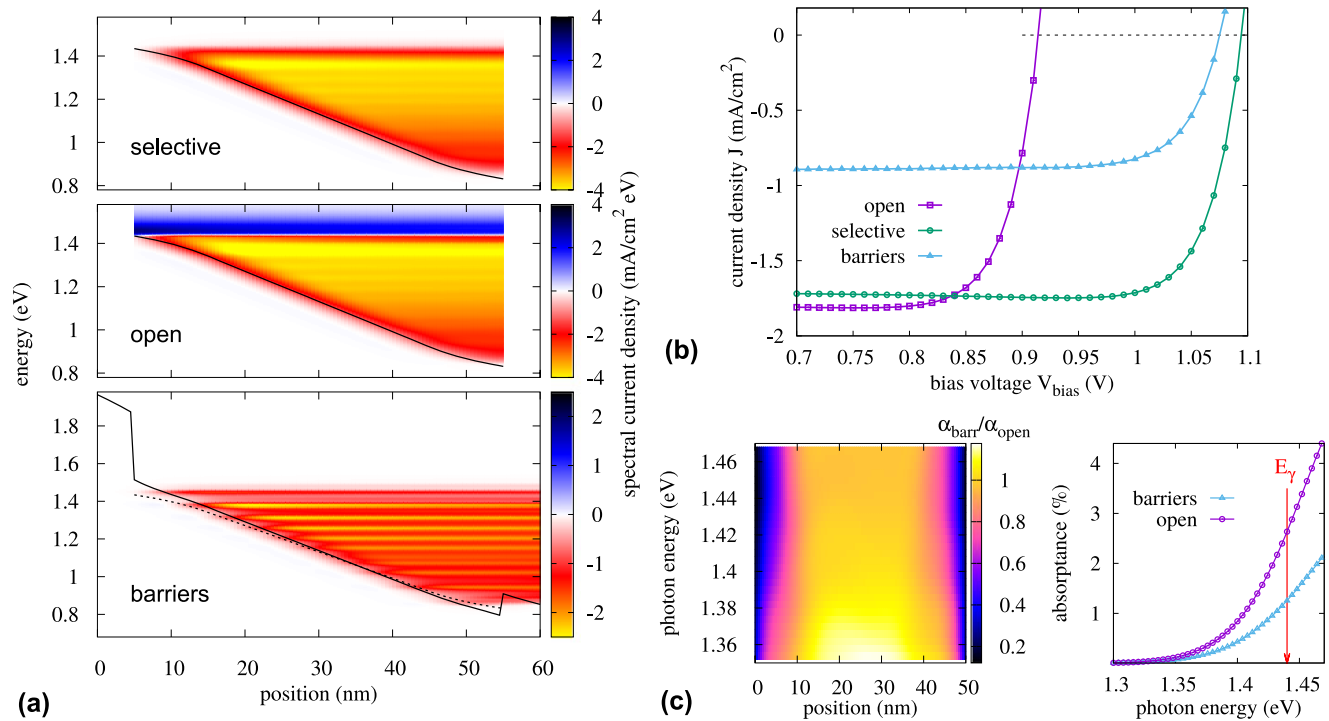 (a)
energy (eV)
1.4
1.2
1
0.8
selective
4
2
0
-2
-4
1.4
1.2
1
0.8
open
4
2
0
-2
-4
spectral current density (mA/cm² eV)
1.8
1.6
1.4
1.2
1
0.8
barriers
2
1
0
-1
-2
0 10 20 30 40 50 60
position (nm)
(b)
current density J (mA/cm²)
0
-0.5
-1
-1.5
-2
open
selective
barriers
0.7 0.75 0.8 0.85 0.9 0.95 1 1.05 1.1
bias voltage V_bias (V)
(c)
α_barr/α_open
photon energy (eV)
1.46
1.44
1.42
1.4
1.38
1.36
0 10 20 30 40 50
position (nm)
1
0.8
0.6
0.4
0.2
absorptance (%)
4
3
2
1
E_γ
barriers
open
1.3 1.35 1.4 1.45
photon energy (eV)